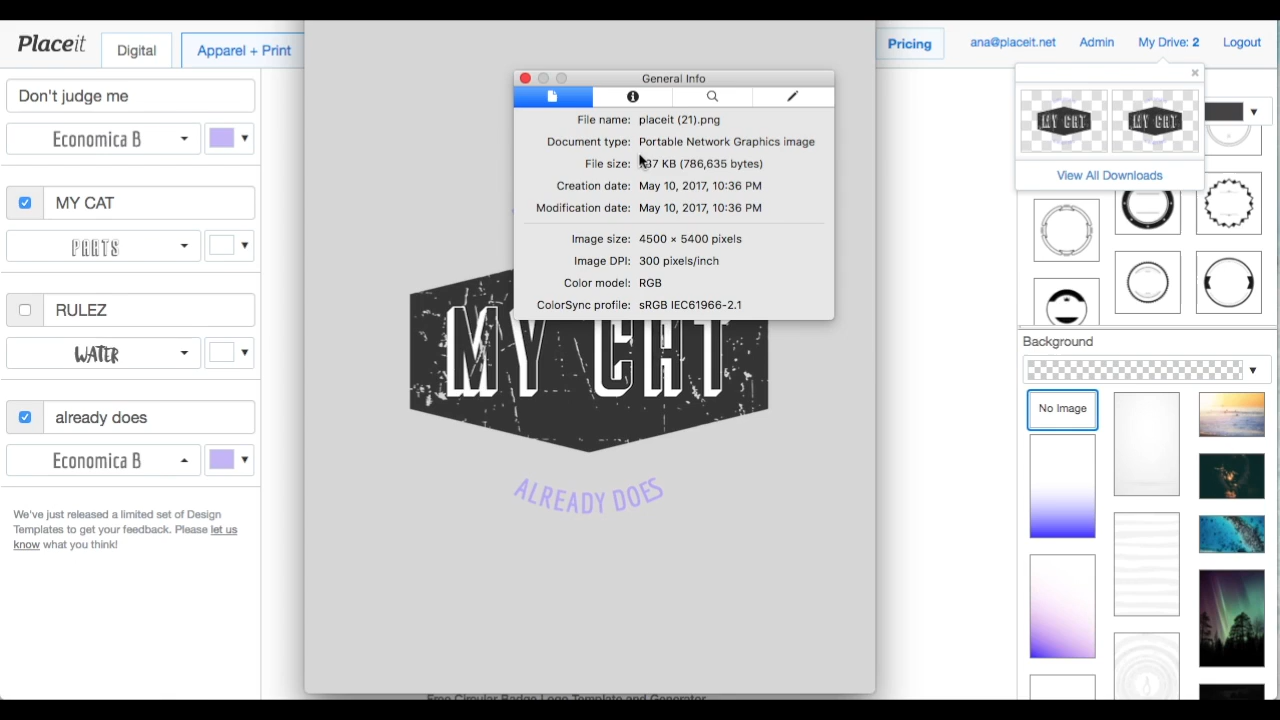 Placeit
Digital
Apparel + Print
Pricing
ana@placeit.net
Admin
My Drive: 2
Logout
Don't judge me
Economica B
MY CAT
PARTS
RULEZ
WATER
already does
Economica B
We've just released a limited set of Design
Templates to get your feedback. Please let us
know what you think!
General Info
File name: placeit (21).png
Document type: Portable Network Graphics image
File size: KB (786,635 bytes)
Creation date: May 10, 2017, 10:36 PM
Modification date: May 10, 2017, 10:36 PM
Image size: 4500 × 5400 pixels
Image DPI: 300 pixels/inch
Color model: RGB
ColorSync profile: sRGB IEC61966-2.1
MY CAT
ALREADY DOES
Free Circular Badge Logo Template and Generator
MY CAT
MY CAT
View All Downloads
Background
No Image